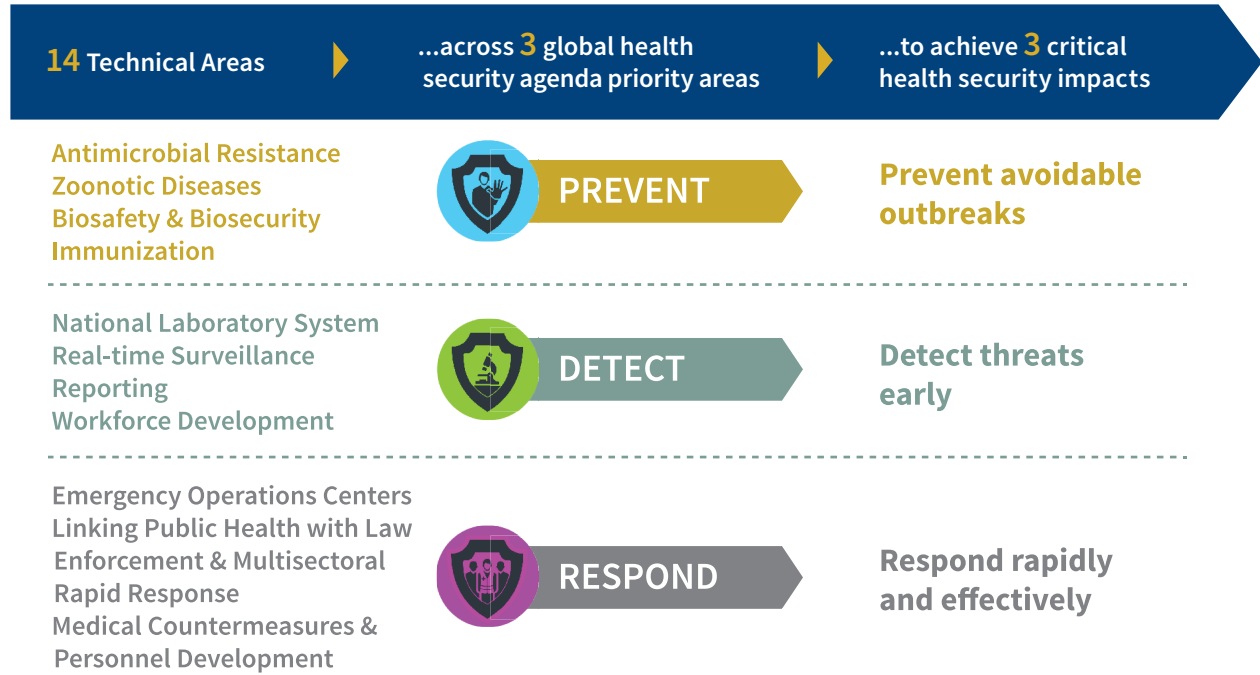 14 Technical Areas
...across 3 global health
security agenda priority areas
...to achieve 3 critical
health security impacts
Antimicrobial Resistance
Zoonotic Diseases
Biosafety & Biosecurity
Immunization
PREVENT
Prevent avoidable
outbreaks
National Laboratory System
Real-time Surveillance
Reporting
Workforce Development
DETECT
Detect threats
early
Emergency Operations Centers
Linking Public Health with Law
Enforcement & Multisectoral
Rapid Response
Medical Countermeasures &
Personnel Development
RESPOND
Respond rapidly
and effectively